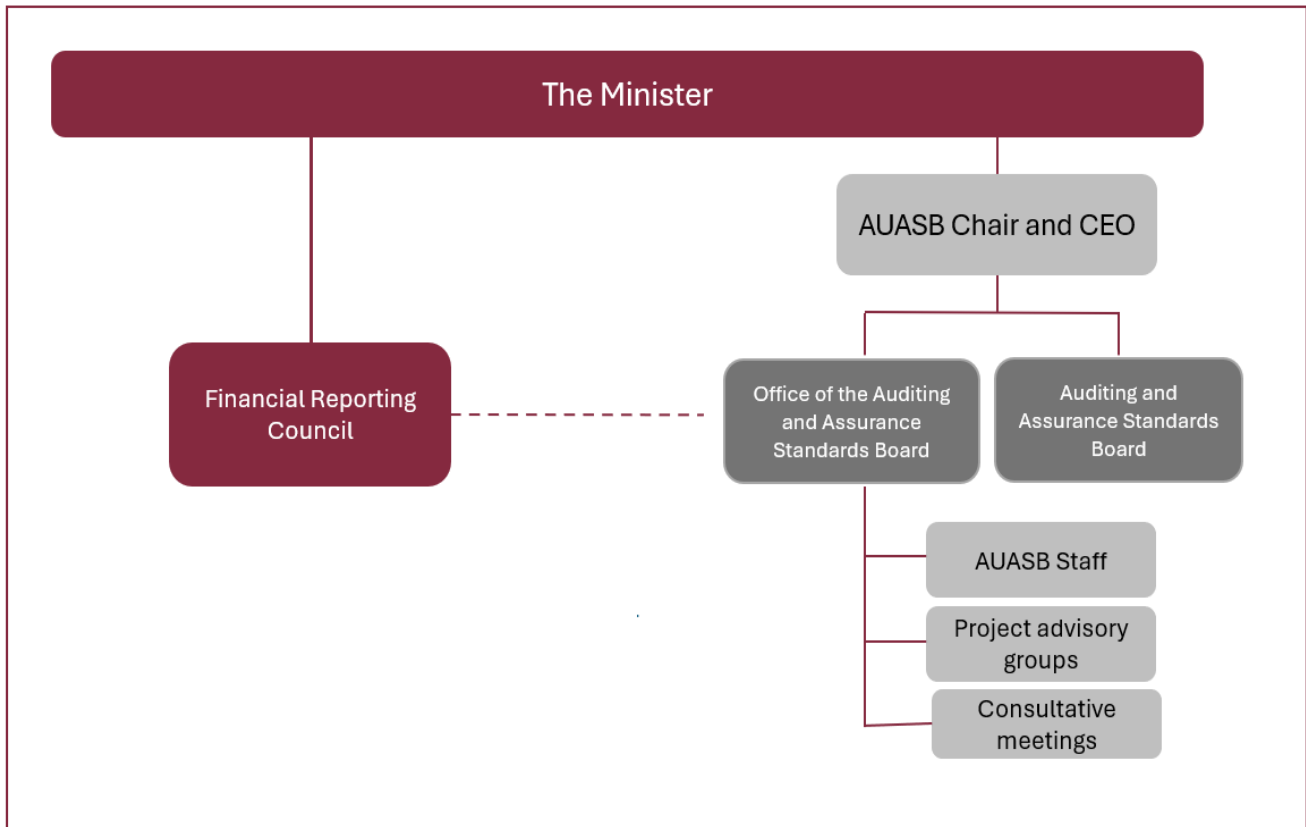 The Minister
AUASB Chair and CEO
Financial Reporting
Council
Office of the Auditing
and Assurance
Standards Board
Auditing and
Assurance Standards
Board
AUASB Staff
Project advisory
groups
Consultative
meetings